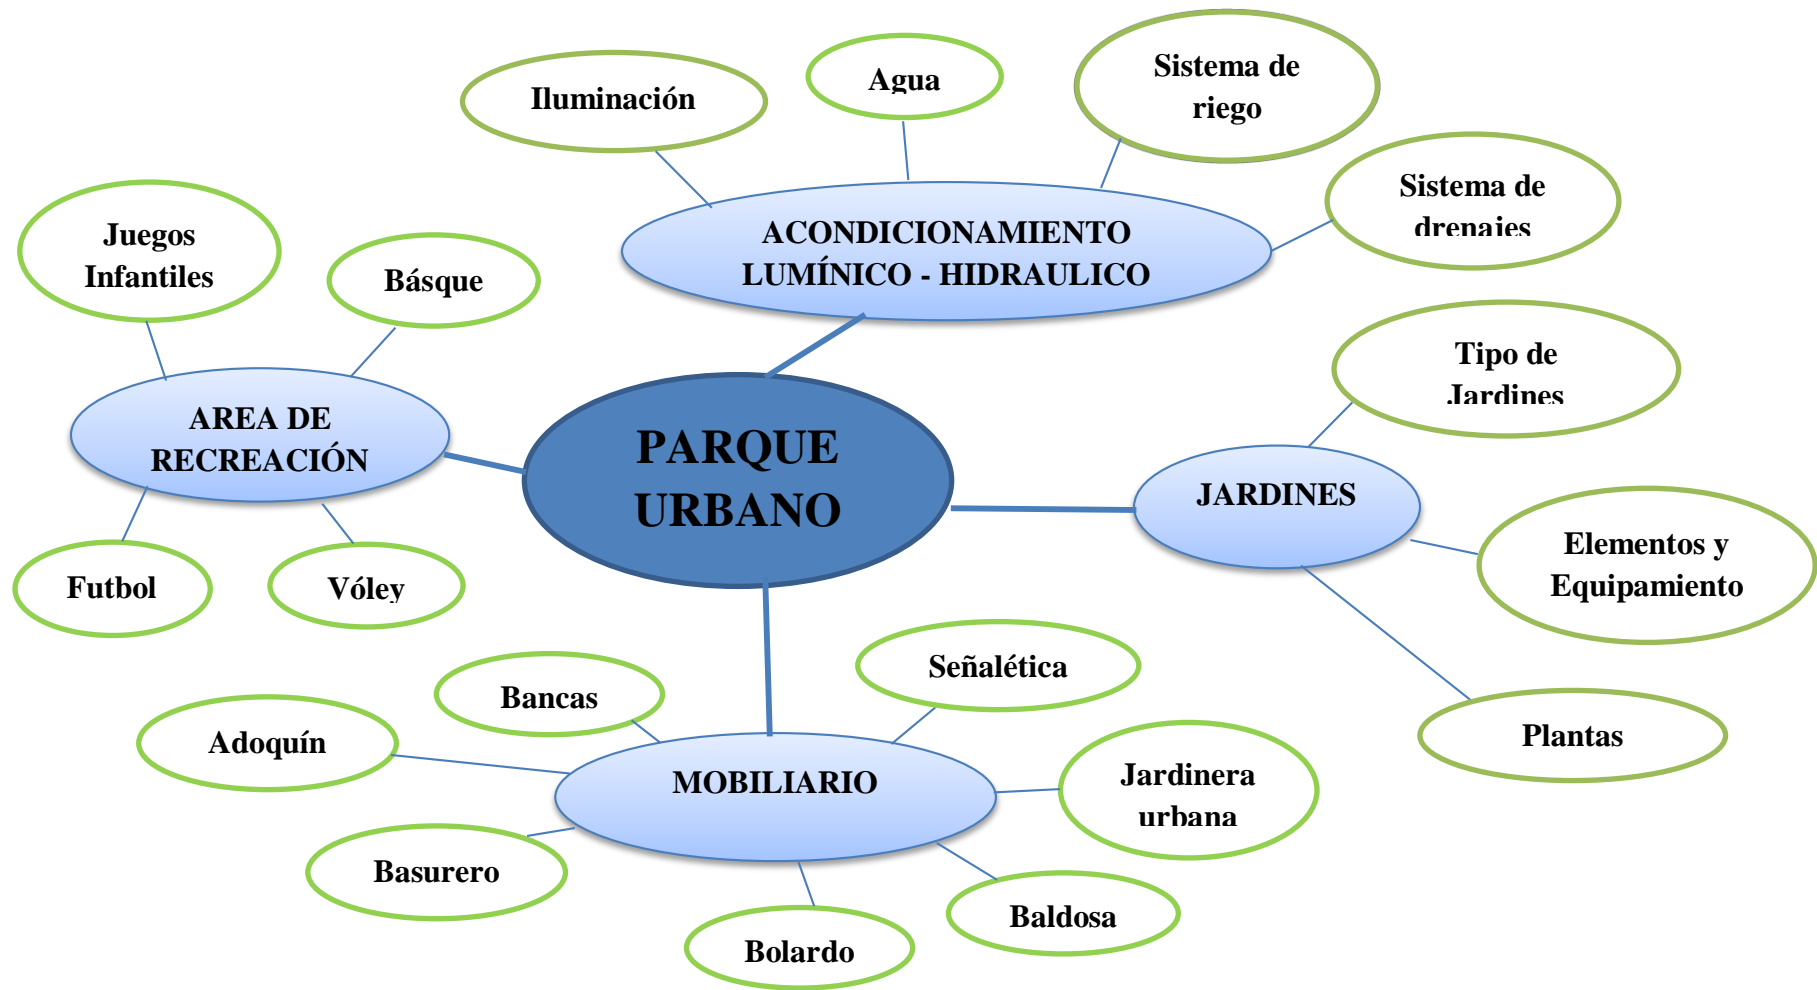 Iluminación
Agua
Sistema de
riego
Sistema de
drenajes
ACONDICIONAMIENTO
LUMÍNICO - HIDRAULICO
Juegos
Infantiles
Básque
AREA DE
RECREACIÓN
Futbol
Vóley
PARQUE
URBANO
Tipo de
Jardines
JARDINES
Elementos y
Equipamiento
Plantas
Señalética
Bancas
Adoquín
MOBILIARIO
Jardinera
urbana
Basurero
Bolardo
Baldosa